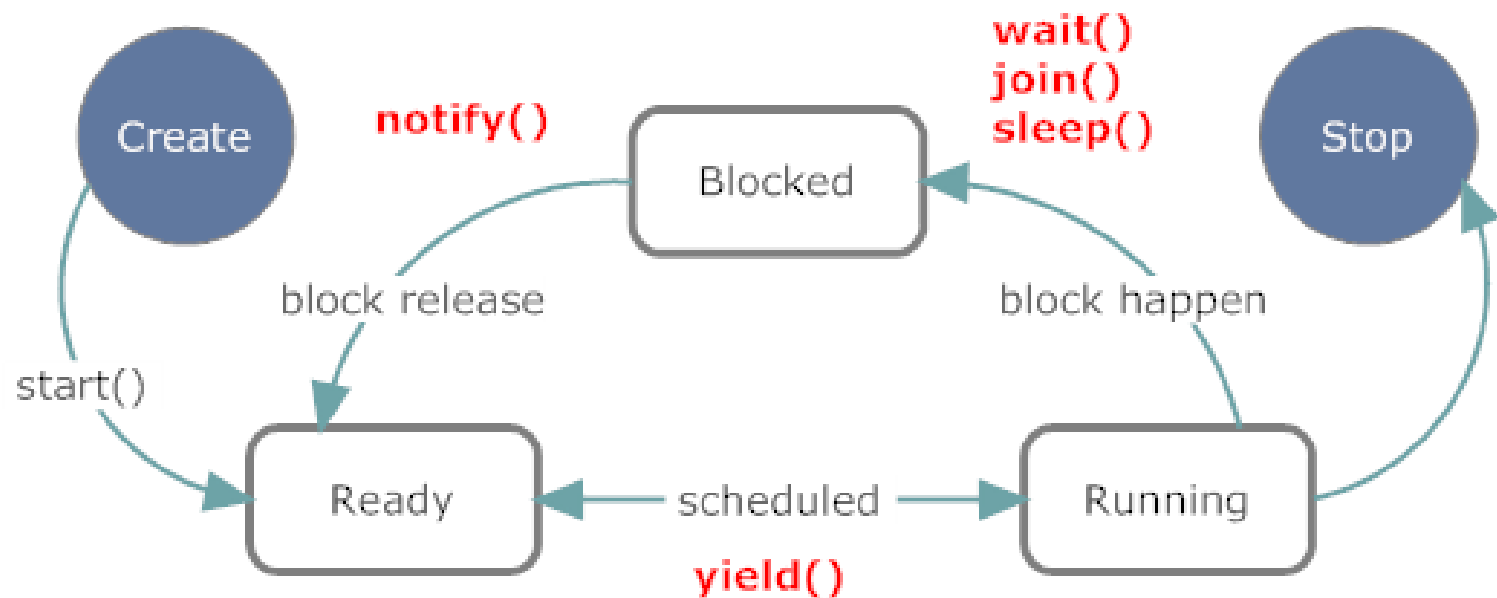 wait()
join()
sleep()
notify()
Create
Stop
Blocked
block release
block happen
start()
Ready
scheduled
Running
yield()